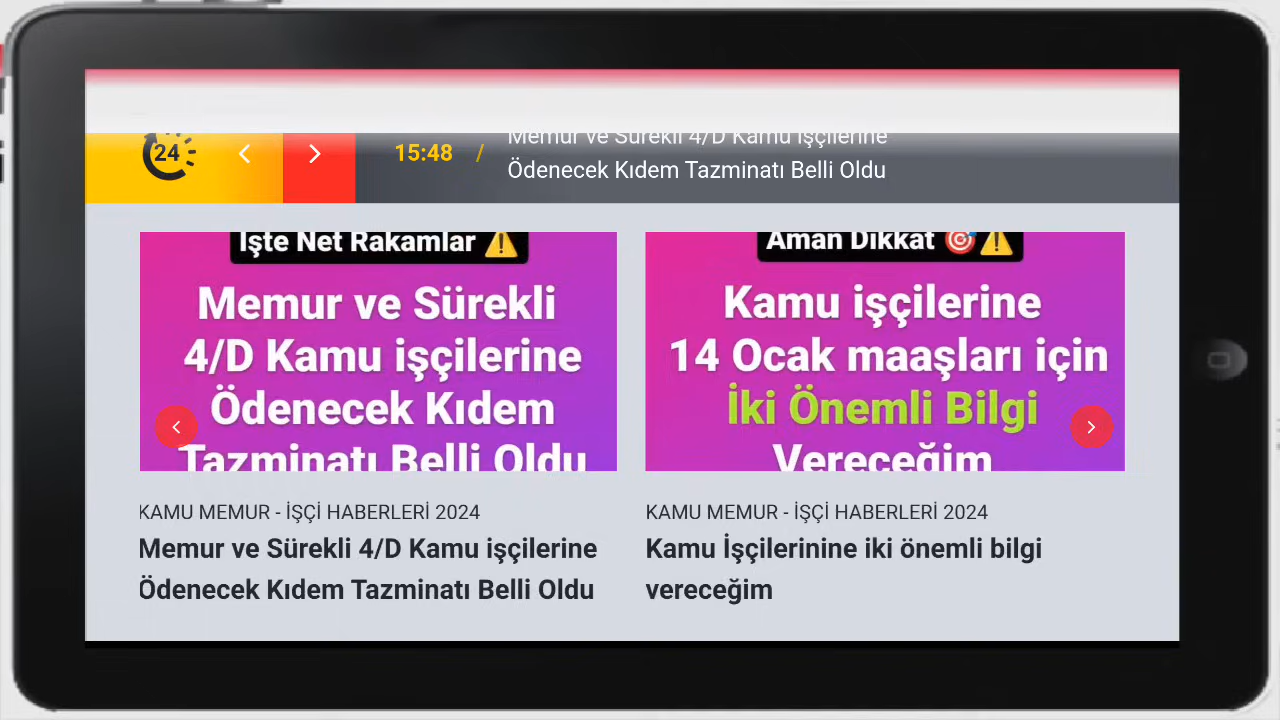 24
15:48 /
Memur ve Sürekli 4/D Kamu işçilerine
Ödenecek Kıdem Tazminatı Belli Oldu
İşte Net Rakamlar ⚠️
Memur ve Sürekli
4/D Kamu işçilerine
Ödenecek Kıdem
Tazminatı Belli Oldu
Aman Dikkat 🎯⚠️
Kamu işçilerine
14 Ocak maaşları için
İki Önemli Bilgi
Vereceğim
KAMU MEMUR - İŞÇİ HABERLERİ 2024
Memur ve Sürekli 4/D Kamu işçilerine
Ödenecek Kıdem Tazminatı Belli Oldu
KAMU MEMUR - İŞÇİ HABERLERİ 2024
Kamu İşçilerinine iki önemli bilgi
vereceğim